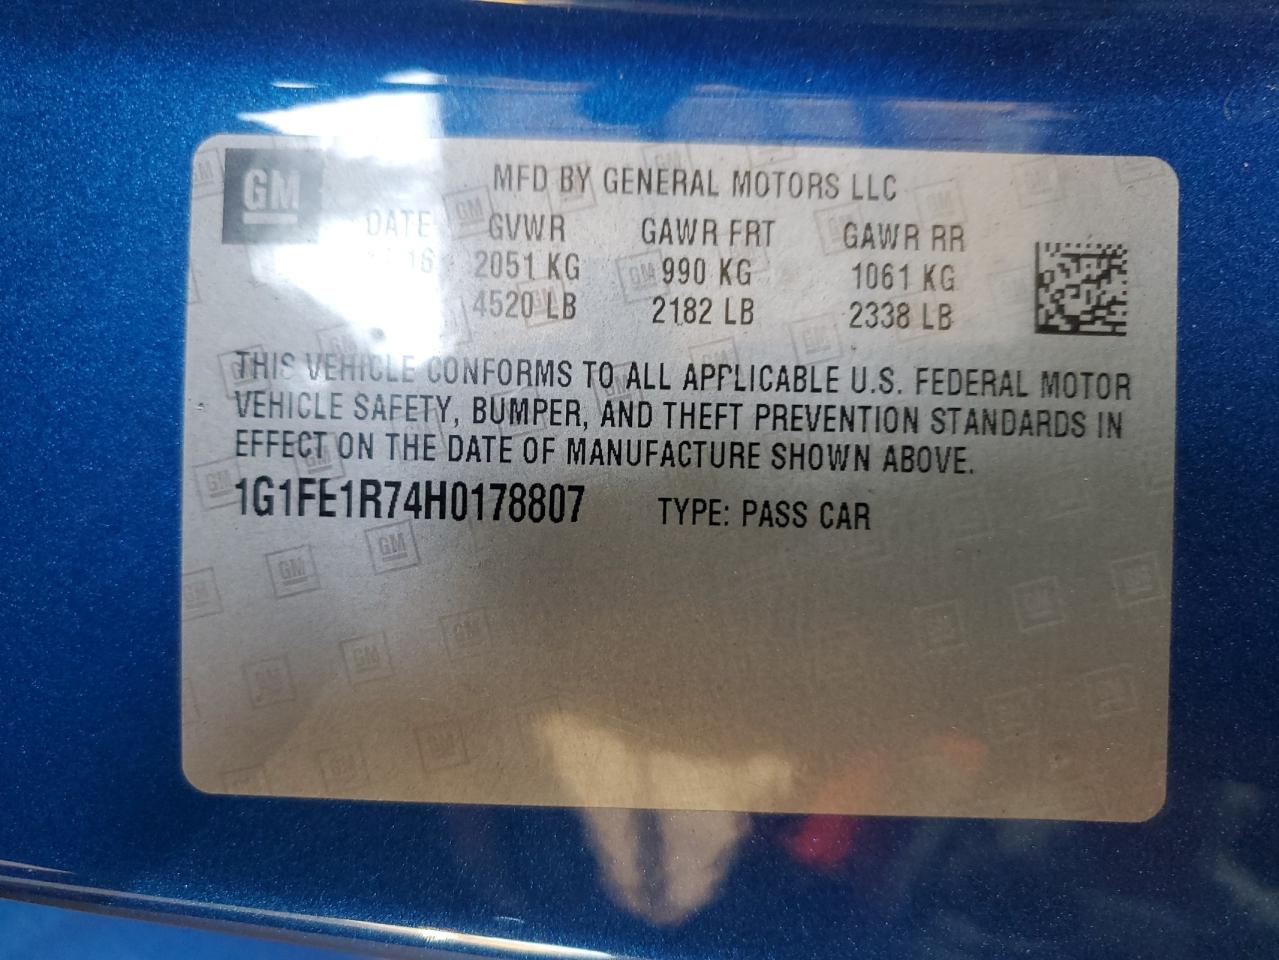 GM
MFD BY GENERAL MOTORS LLC
DATE GVWR GAWR FRT GAWR RR
2051 KG 990 KG 1061 KG
4520 LB 2182 LB 2338 LB
THIS VEHICLE CONFORMS TO ALL APPLICABLE U.S. FEDERAL MOTOR
VEHICLE SAFETY, BUMPER, AND THEFT PREVENTION STANDARDS IN
EFFECT ON THE DATE OF MANUFACTURE SHOWN ABOVE.
1G1FE1R74H0178807 TYPE: PASS CAR